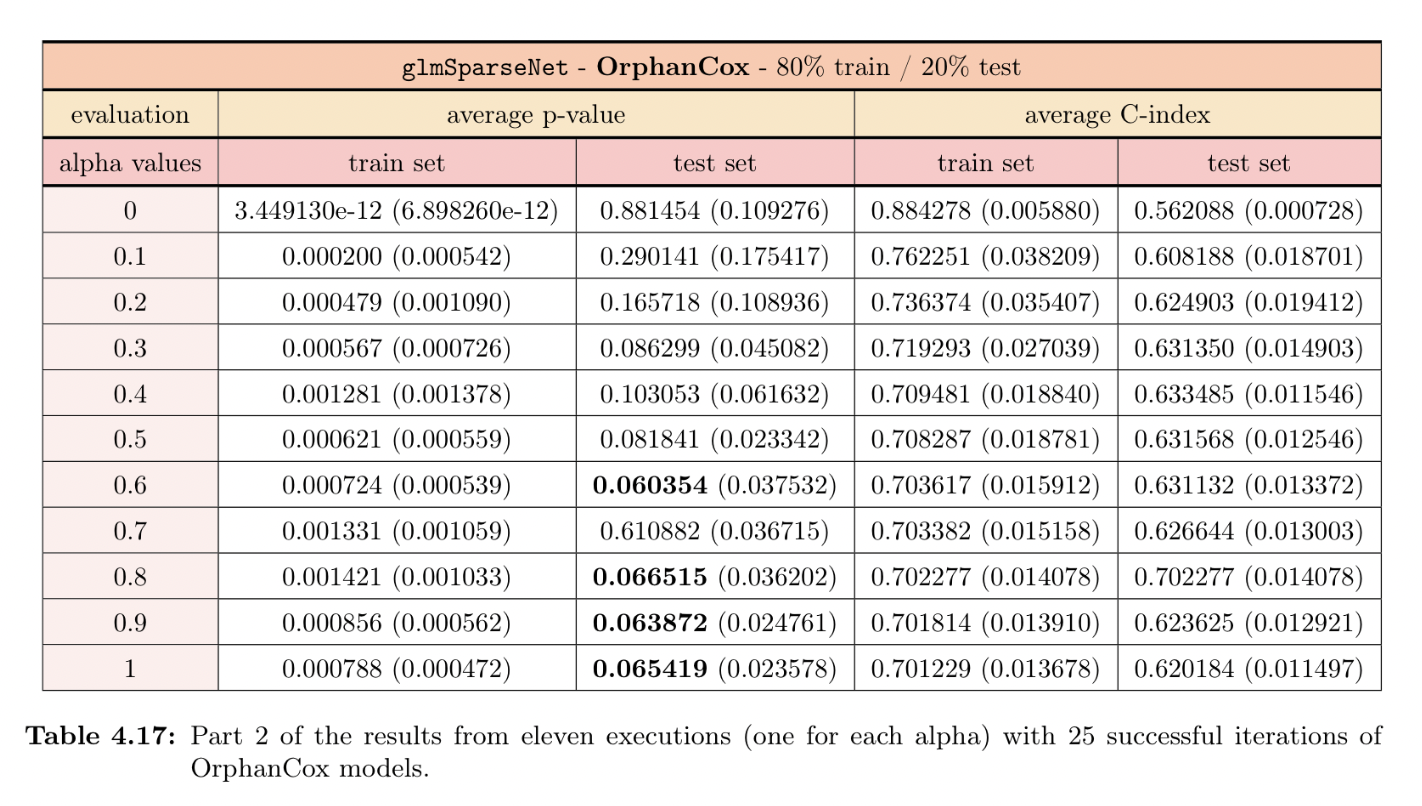 glmSparseNet - OrphanCox - 80% train / 20% test
evaluation average p-value average C-index
alpha values train set test set train set test set
0 3.449130e-12 (6.898260e-12) 0.881454 (0.109276) 0.884278 (0.005880) 0.562088 (0.000728)
0.1 0.000200 (0.000542) 0.290141 (0.175417) 0.762251 (0.038209) 0.608188 (0.018701)
0.2 0.000479 (0.001090) 0.165718 (0.108936) 0.736374 (0.035407) 0.624903 (0.019412)
0.3 0.000567 (0.000726) 0.086299 (0.045082) 0.719293 (0.027039) 0.631350 (0.014903)
0.4 0.001281 (0.001378) 0.103053 (0.061632) 0.709481 (0.018840) 0.633485 (0.011546)
0.5 0.000621 (0.000559) 0.081841 (0.023342) 0.708287 (0.018781) 0.631568 (0.012546)
0.6 0.000724 (0.000539) 0.060354 (0.037532) 0.703617 (0.015912) 0.631132 (0.013372)
0.7 0.001331 (0.001059) 0.610882 (0.036715) 0.703382 (0.015158) 0.626644 (0.013003)
0.8 0.001421 (0.001033) 0.066515 (0.036202) 0.702277 (0.014078) 0.702277 (0.014078)
0.9 0.000856 (0.000562) 0.063872 (0.024761) 0.701814 (0.013910) 0.623625 (0.012921)
1 0.000788 (0.000472) 0.065419 (0.023578) 0.701229 (0.013678) 0.620184 (0.011497)
Table 4.17: Part 2 of the results from eleven executions (one for each alpha) with 25 successful iterations of
OrphanCox models.